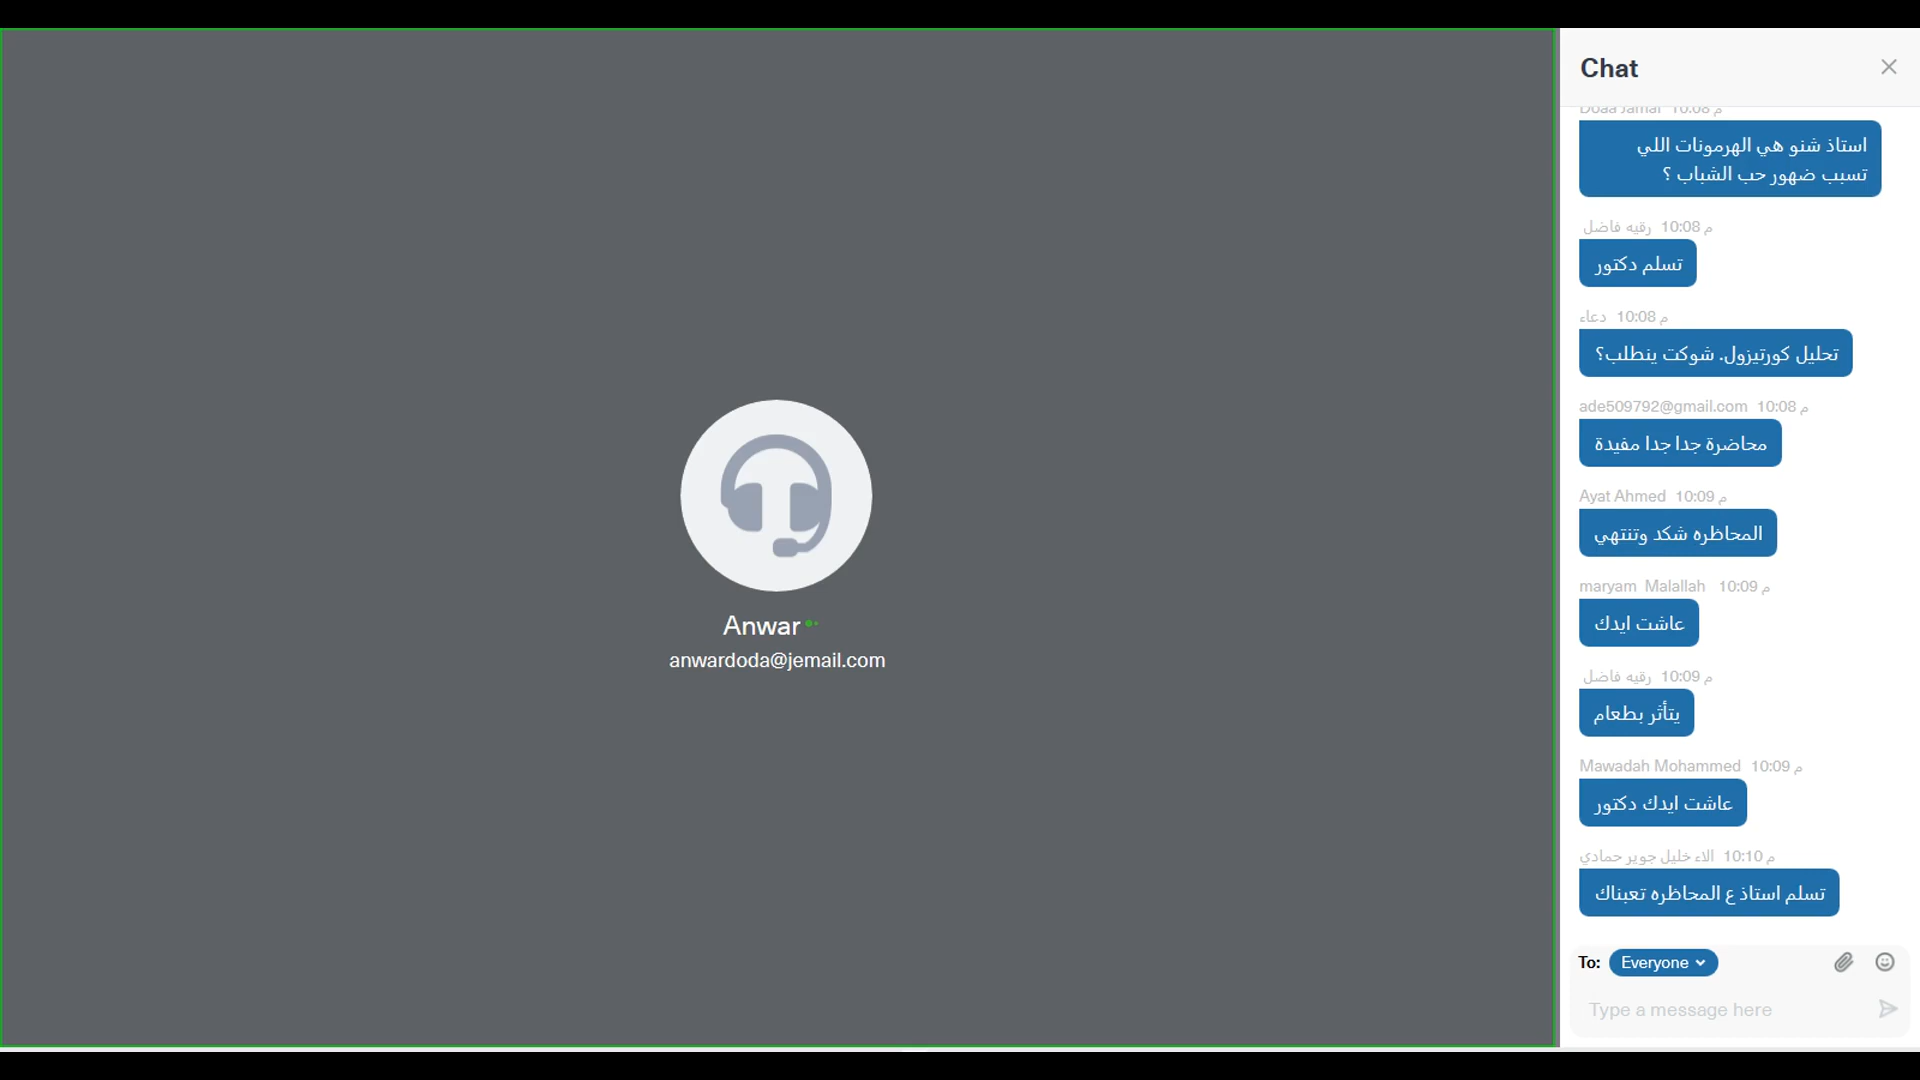 Chat
Doaa Jamal 10:08 م
استاذ شنو هي الهرمونات اللي
تسبب ضهور حب الشباب ؟
رقيه فاضل 10:08 م
تسلم دكتور
دعاء 10:08 م
تحليل كورتيزول. شوكت ينطلب؟
ade509792@gmail.com 10:08 م
محاضرة جدا جدا مفيدة
Ayat Ahmed 10:09 م
المحاظره شكد وتنتهي
maryam Malallah 10:09 م
عاشت ايدك
رقيه فاضل 10:09 م
يتأثر بطعام
Mawadah Mohammed 10:09 م
عاشت ايدك دكتور
الاء خليل جوير حمادي 10:10 م
تسلم استاذ ع المحاظره تعبناك
To: Everyone
Type a message here
Anwar
anwardoda@jemail.com